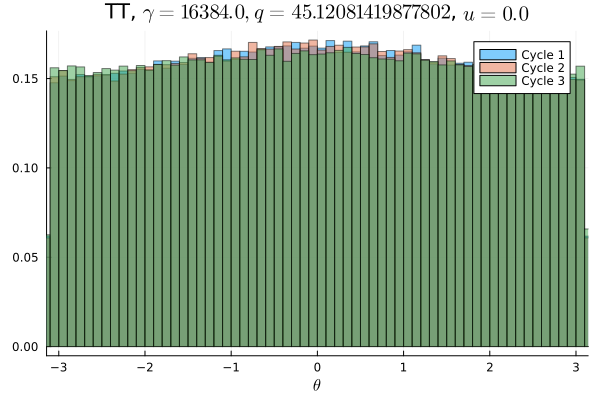 TT, γ = 16384.0, q = 45.12081419877802, u = 0.0
Cycle 1
Cycle 2
Cycle 3
0.15
0.10
0.05
0.00
−3 −2 −1 0 1 2 3
θ